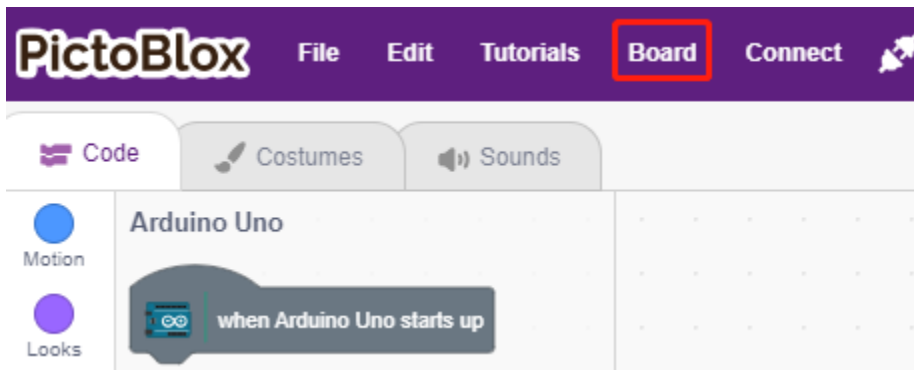 PictoBlox File Edit Tutorials Board Connect
Code Costumes Sounds
Arduino Uno
Motion
when Arduino Uno starts up
Looks